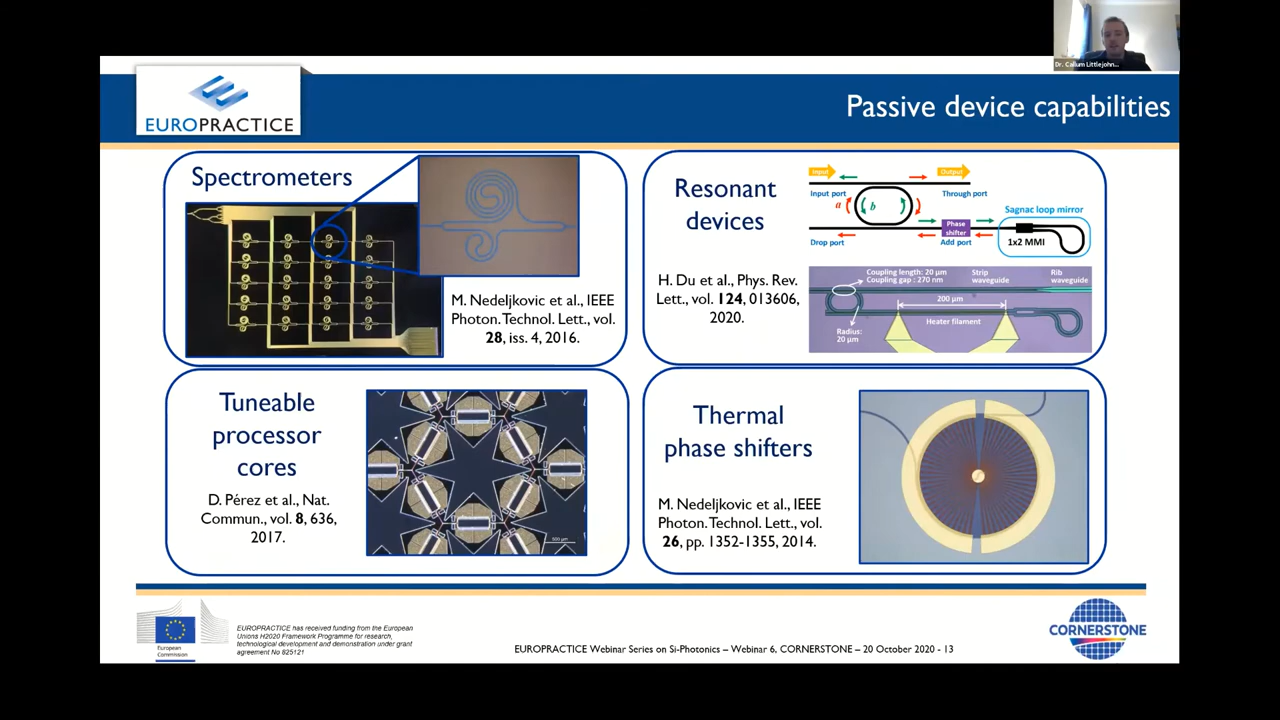 Dr. Callum Littlejohn...
EUROPRACTICE
Passive device capabilities
Spectrometers
M. Nedeljkovic et al., IEEE
Photon. Technol. Lett., vol.
28, iss. 4, 2016.
Resonant
devices
H. Du et al., Phys. Rev.
Lett., vol. 124, 013606,
2020.
Input
Output
Input port
Through port
a
b
Sagnac loop mirror
Phase
shifter
1x2 MMI
Drop port
Add port
Coupling length: 20 μm
Coupling gap: 270 nm
Strip
waveguide
Rib
waveguide
200 μm
Heater filament
Radius:
20 μm
Tuneable
processor
cores
D. Pérez et al., Nat.
Commun., vol. 8, 636,
2017.
500 μm
Thermal
phase shifters
M. Nedeljkovic et al., IEEE
Photon. Technol. Lett., vol.
26, pp. 1352-1355, 2014.
European
Commission
EUROPRACTICE has received funding from the European
Unions H2020 Framework Programme for research,
technological development and demonstration under grant
agreement No 825121
EUROPRACTICE Webinar Series on Si-Photonics – Webinar 6, CORNERSTONE – 20 October 2020 - 13
CORNERSTONE